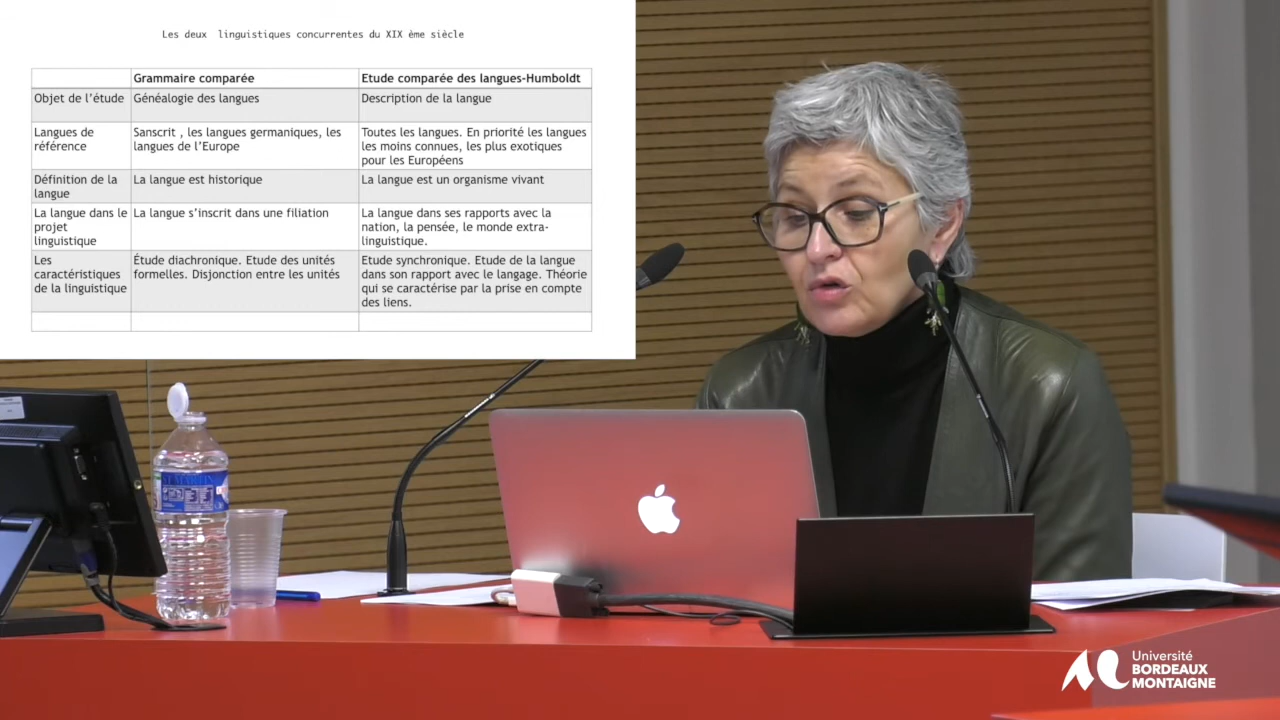 Les deux linguistiques concurrentes du XIX ème siècle
Grammaire comparée
Etude comparée des langues-Humboldt
Objet de l'étude
Généalogie des langues
Description de la langue
Langues de
référence
Sanscrit , les langues germaniques, les
langues de l'Europe
Toutes les langues. En priorité les langues
les moins connues, les plus exotiques
pour les Européens
Définition de la
langue
La langue est historique
La langue est un organisme vivant
La langue dans le
projet
linguistique
La langue s'inscrit dans une filiation
La langue dans ses rapports avec la
nation, la pensée, le monde extra-
linguistique.
Les
caractéristiques
de la linguistique
Étude diachronique. Etude des unités
formelles. Disjonction entre les unités
Etude synchronique. Etude de la langue
dans son rapport avec le langage. Théorie
qui se caractérise par la prise en compte
des liens.
Université
BORDEAUX
MONTAIGNE